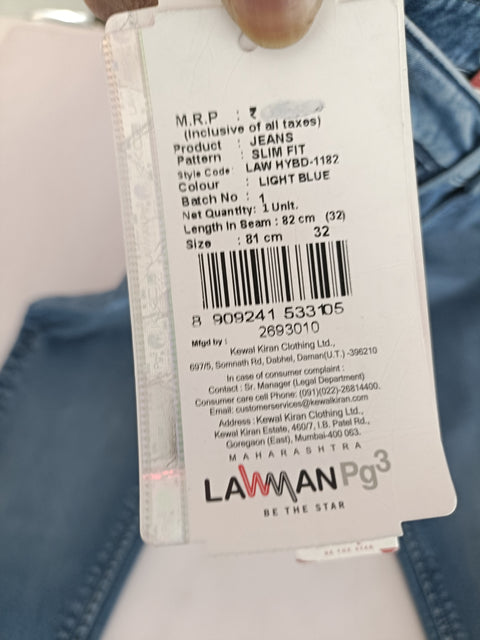 M.R.P : ₹
(Inclusive of all taxes)
Product : JEANS
Pattern : SLIM FIT
Style Code: LAW HYBD-1182
Colour : LIGHT BLUE
Batch No : 1
Net Quantity: 1 Unit.
Length In Beam : 82 cm (32)
Size : 81 cm 32
8 909241 533105
2693010
Mfgd by :
Kewal Kiran Clothing Ltd.,
697/5, Somnath Rd, Dabhel, Daman(U.T.) -396210
In case of consumer complaint :
Contact : Sr. Manager (Legal Department)
Consumer care cell Phone: (091)(022)-26814400.
Email: customerservices@kewalkiran.com
Address : Kewal Kiran Clothing Ltd.,
Kewal Kiran Estate, 460/7, I.B. Patel Rd.,
Goregaon (East), Mumbai-400 063.
MAHARASHTRA
LAWMAN Pg3
BE THE STAR
BE THE STAR